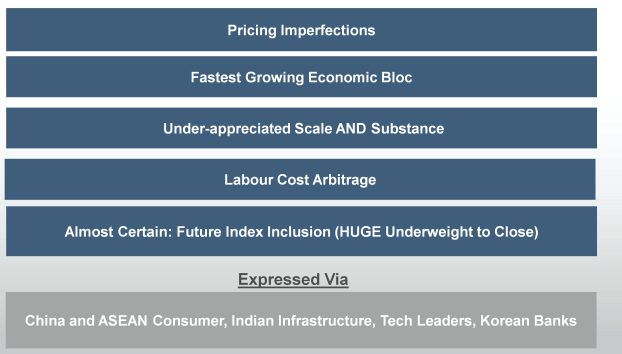 Pricing Imperfections
Fastest Growing Economic Bloc
Under-appreciated Scale AND Substance
Labour Cost Arbitrage
Almost Certain: Future Index Inclusion (HUGE Underweight to Close)
Expressed Via
China and ASEAN Consumer, Indian Infrastructure, Tech Leaders, Korean Banks